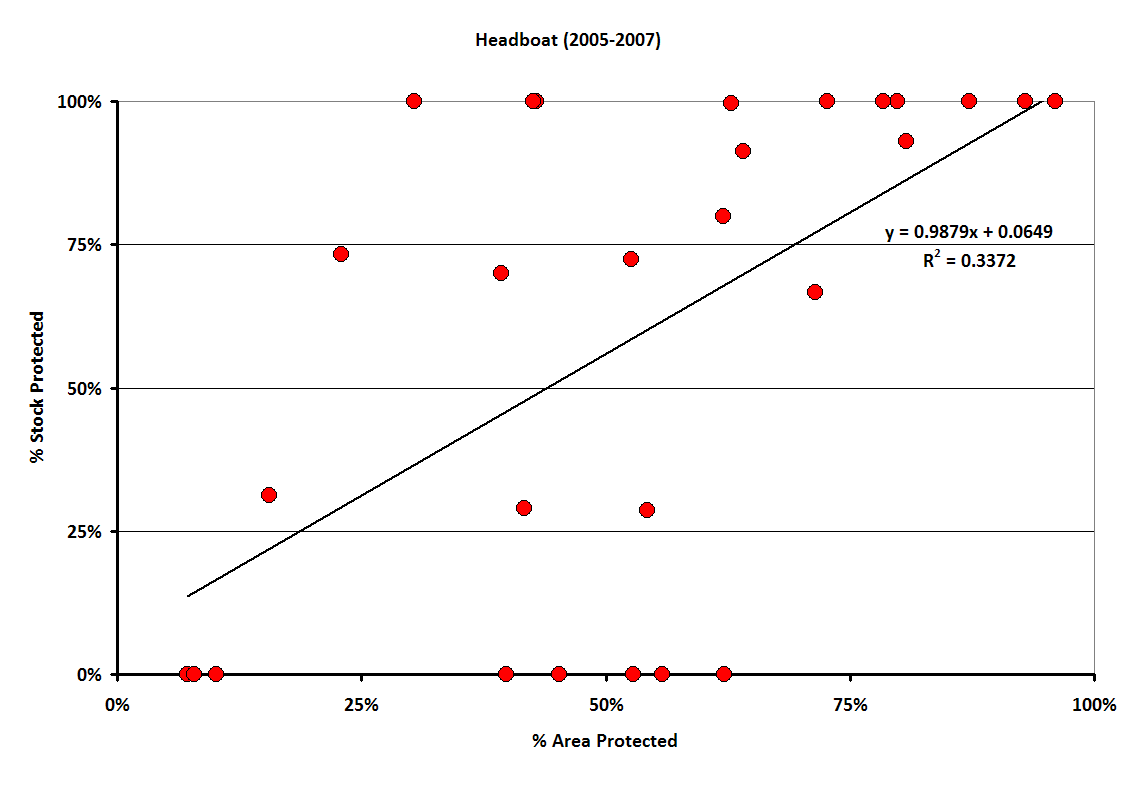 Headboat (2005-2007)
100%
75%
50%
25%
0%
% Stock Protected
y = 0.9879x + 0.0649
R² = 0.3372
0% 25% 50% 75% 100%
% Area Protected